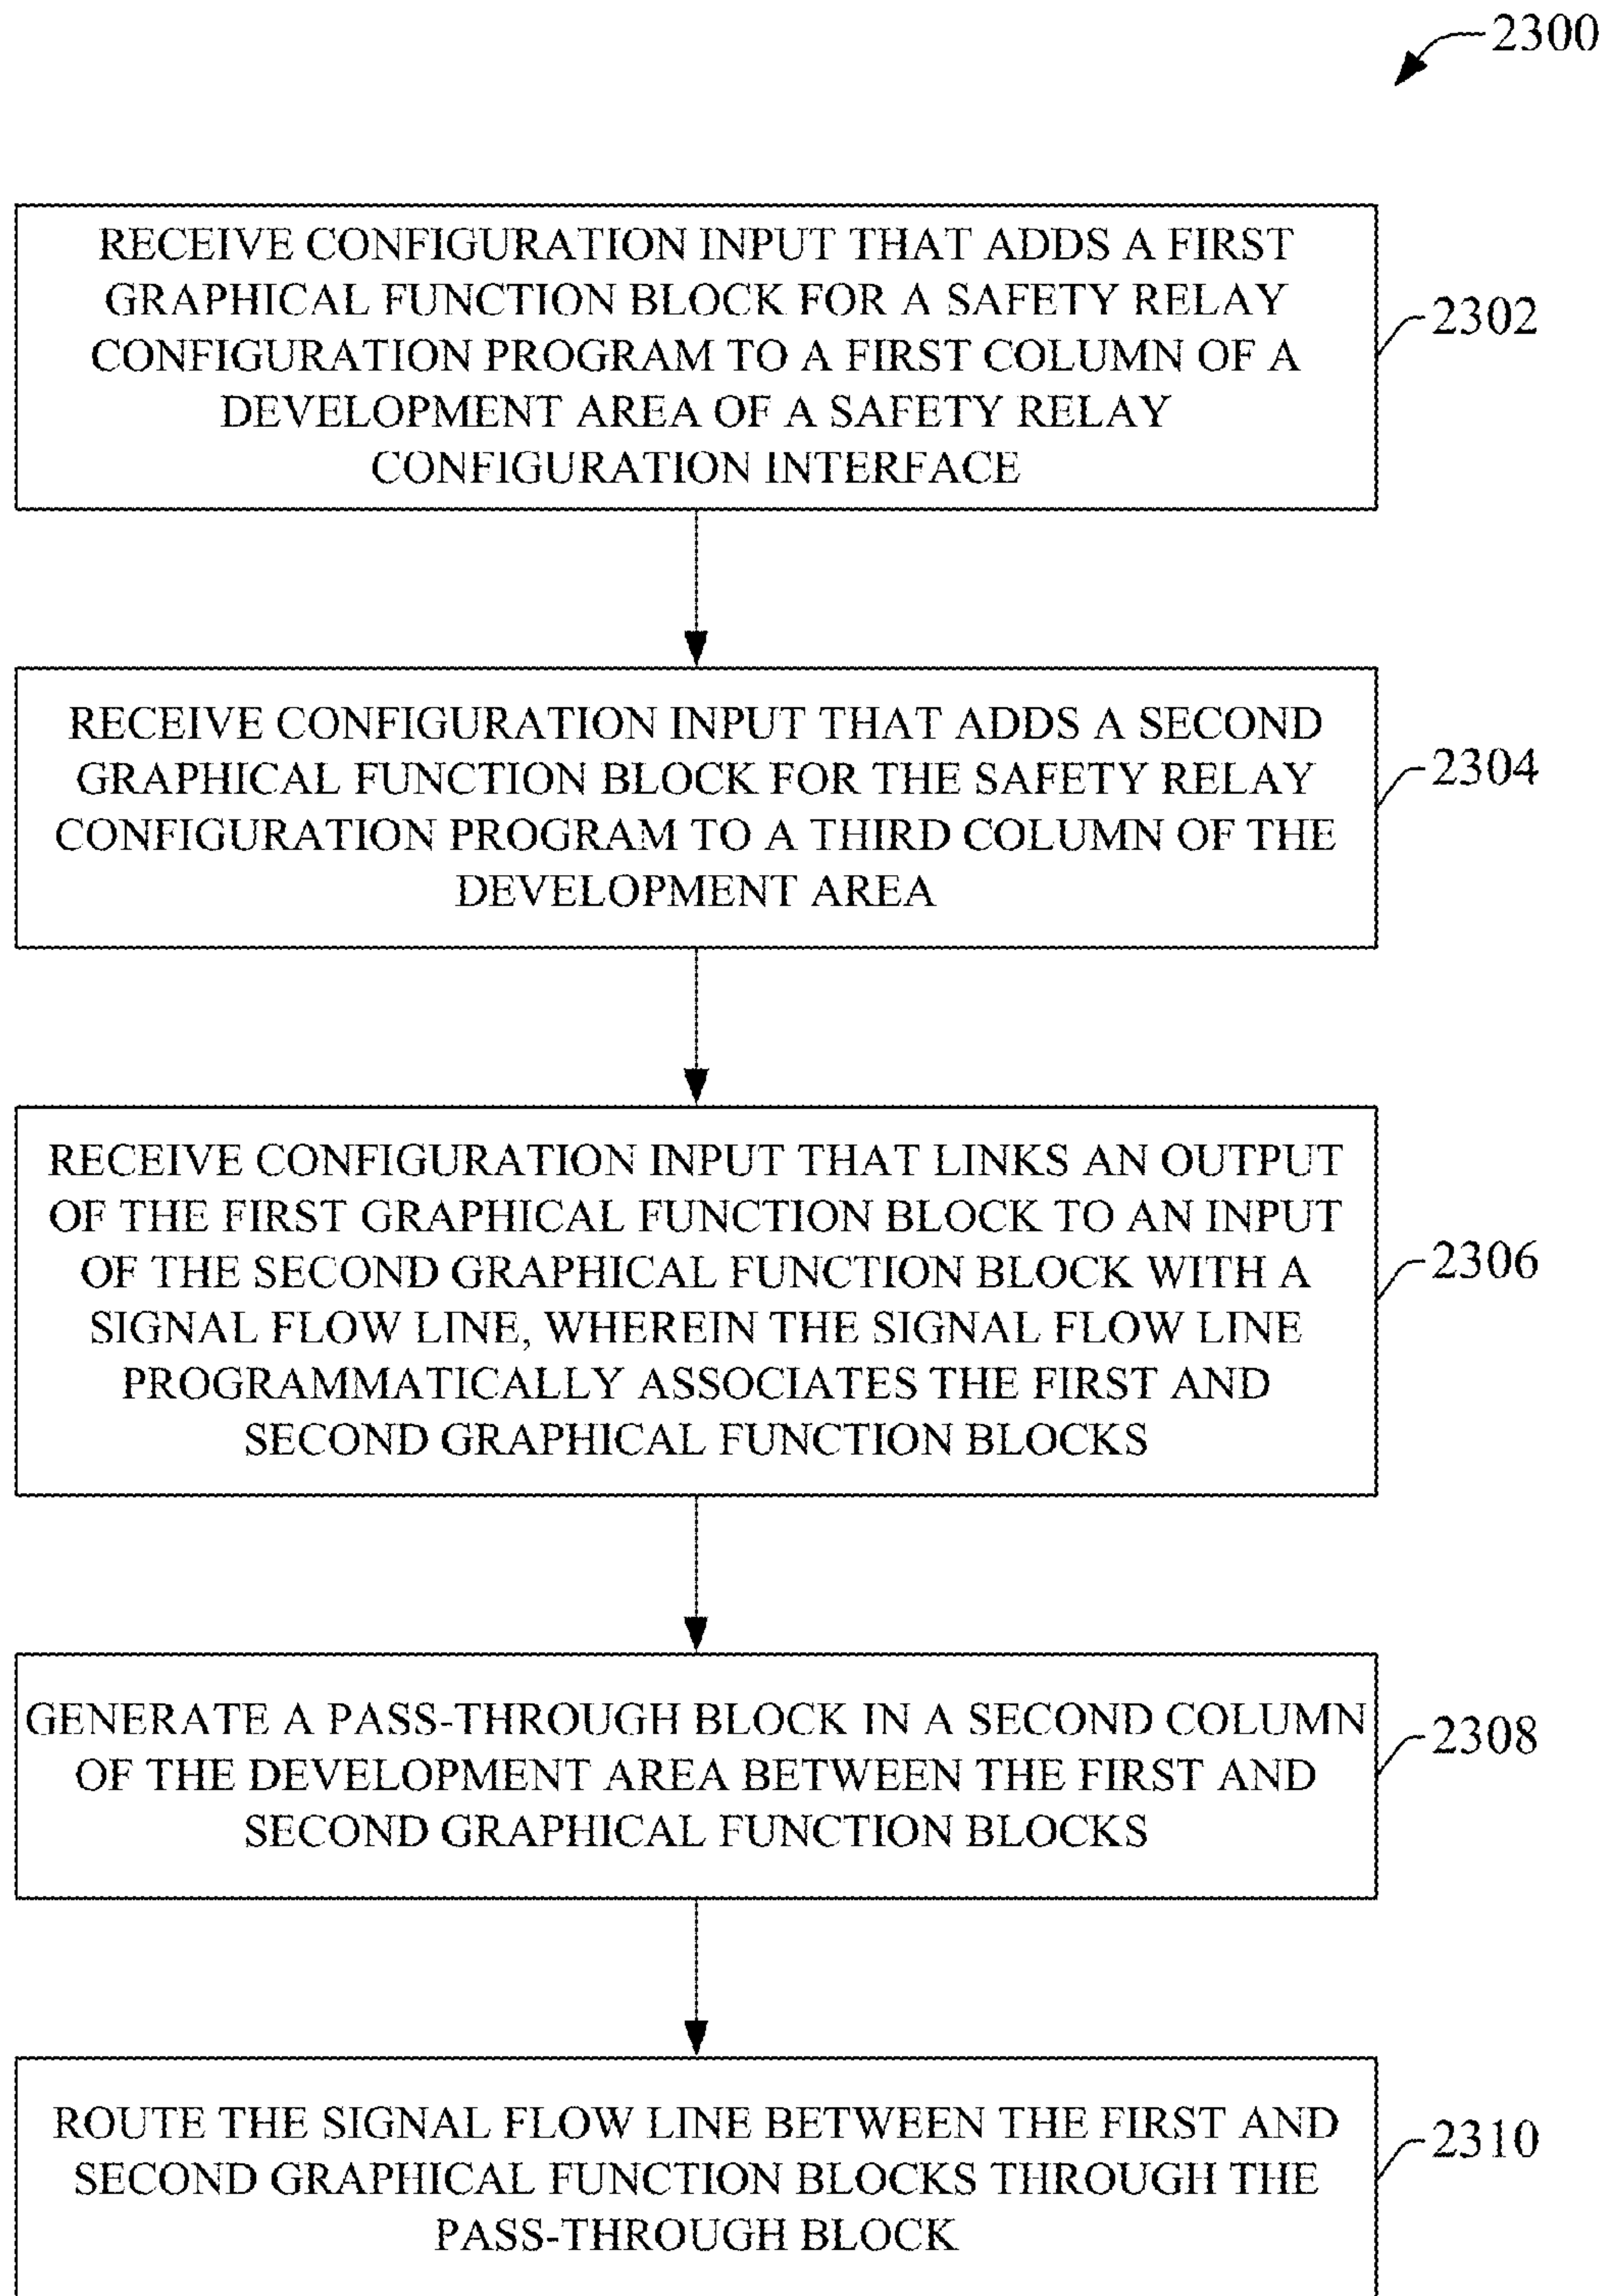 2300
RECEIVE CONFIGURATION INPUT THAT ADDS A FIRST
GRAPHICAL FUNCTION BLOCK FOR A SAFETY RELAY
CONFIGURATION PROGRAM TO A FIRST COLUMN OF A
DEVELOPMENT AREA OF A SAFETY RELAY
CONFIGURATION INTERFACE
2302
RECEIVE CONFIGURATION INPUT THAT ADDS A SECOND
GRAPHICAL FUNCTION BLOCK FOR THE SAFETY RELAY
CONFIGURATION PROGRAM TO A THIRD COLUMN OF THE
DEVELOPMENT AREA
2304
RECEIVE CONFIGURATION INPUT THAT LINKS AN OUTPUT
OF THE FIRST GRAPHICAL FUNCTION BLOCK TO AN INPUT
OF THE SECOND GRAPHICAL FUNCTION BLOCK WITH A
SIGNAL FLOW LINE, WHEREIN THE SIGNAL FLOW LINE
PROGRAMMATICALLY ASSOCIATES THE FIRST AND
SECOND GRAPHICAL FUNCTION BLOCKS
2306
GENERATE A PASS-THROUGH BLOCK IN A SECOND COLUMN
OF THE DEVELOPMENT AREA BETWEEN THE FIRST AND
SECOND GRAPHICAL FUNCTION BLOCKS
2308
ROUTE THE SIGNAL FLOW LINE BETWEEN THE FIRST AND
SECOND GRAPHICAL FUNCTION BLOCKS THROUGH THE
PASS-THROUGH BLOCK
2310